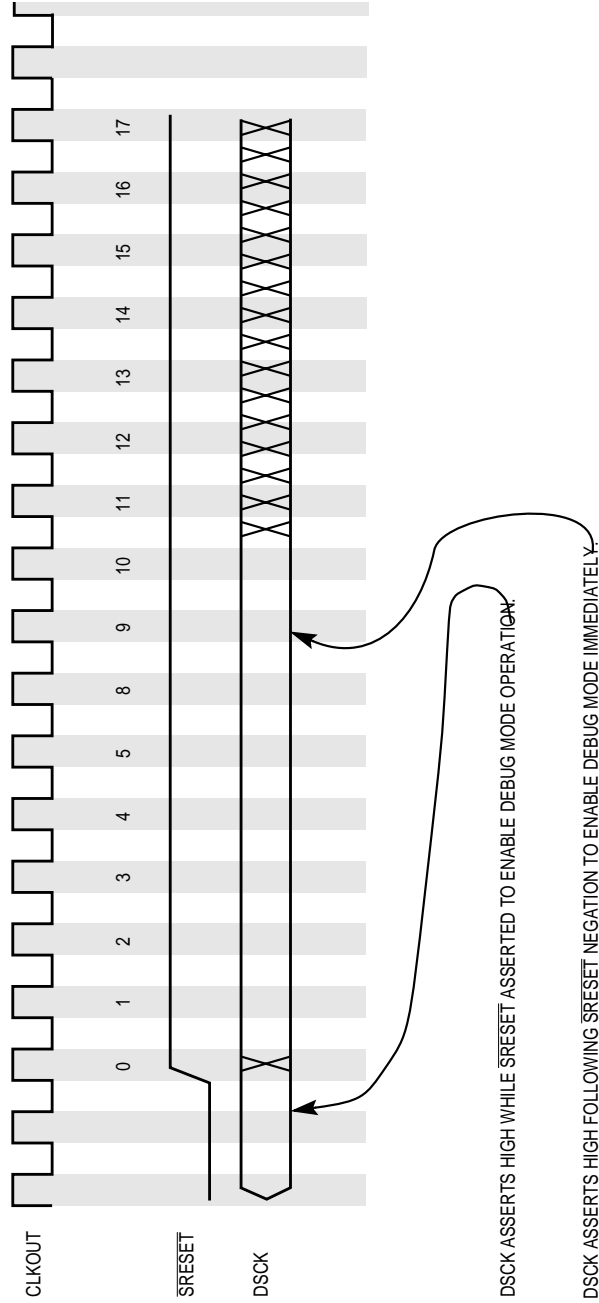 CLKOUT
0 1 2 3 4 5 8 9 10 11 12 13 14 15 16 17
SRESET
DSCK
DSCK ASSERTS HIGH WHILE SRESET ASSERTED TO ENABLE DEBUG MODE OPERATION.
DSCK ASSERTS HIGH FOLLOWING SRESET NEGATION TO ENABLE DEBUG MODE IMMEDIATELY.